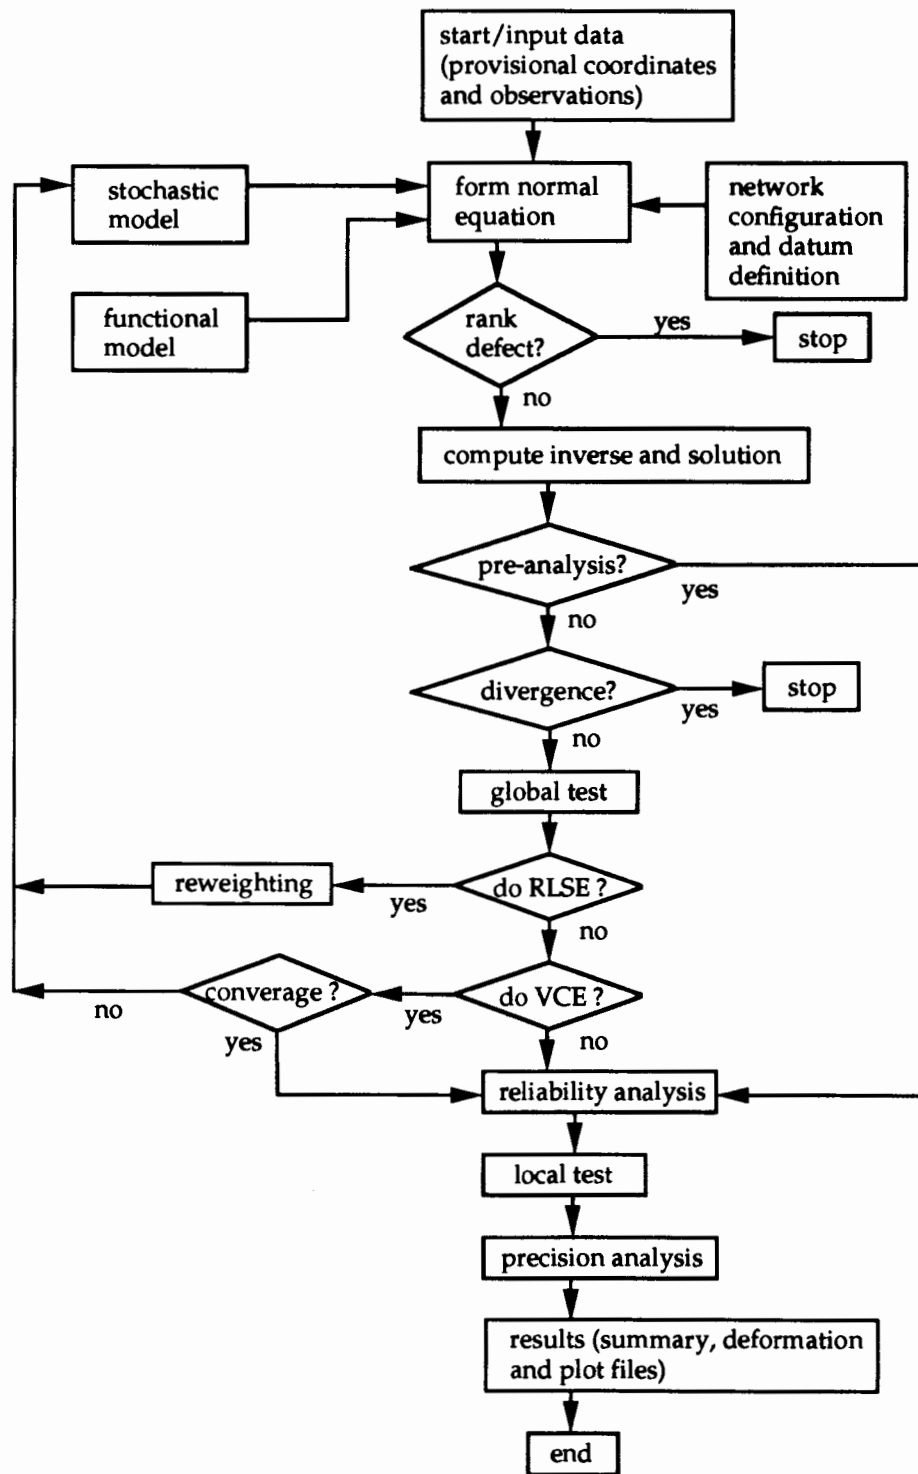 start/input data
(provisional coordinates
and observations)
stochastic
model
form normal
equation
network
configuration
and datum
definition
functional
model
rank
defect?
yes
stop
no
compute inverse and solution
pre-analysis?
yes
no
divergence?
yes
stop
no
global test
do RLSE ?
yes
reweighting
no
do VCE ?
yes
converage ?
no
yes
no
reliability analysis
local test
precision analysis
results (summary, deformation
and plot files)
end